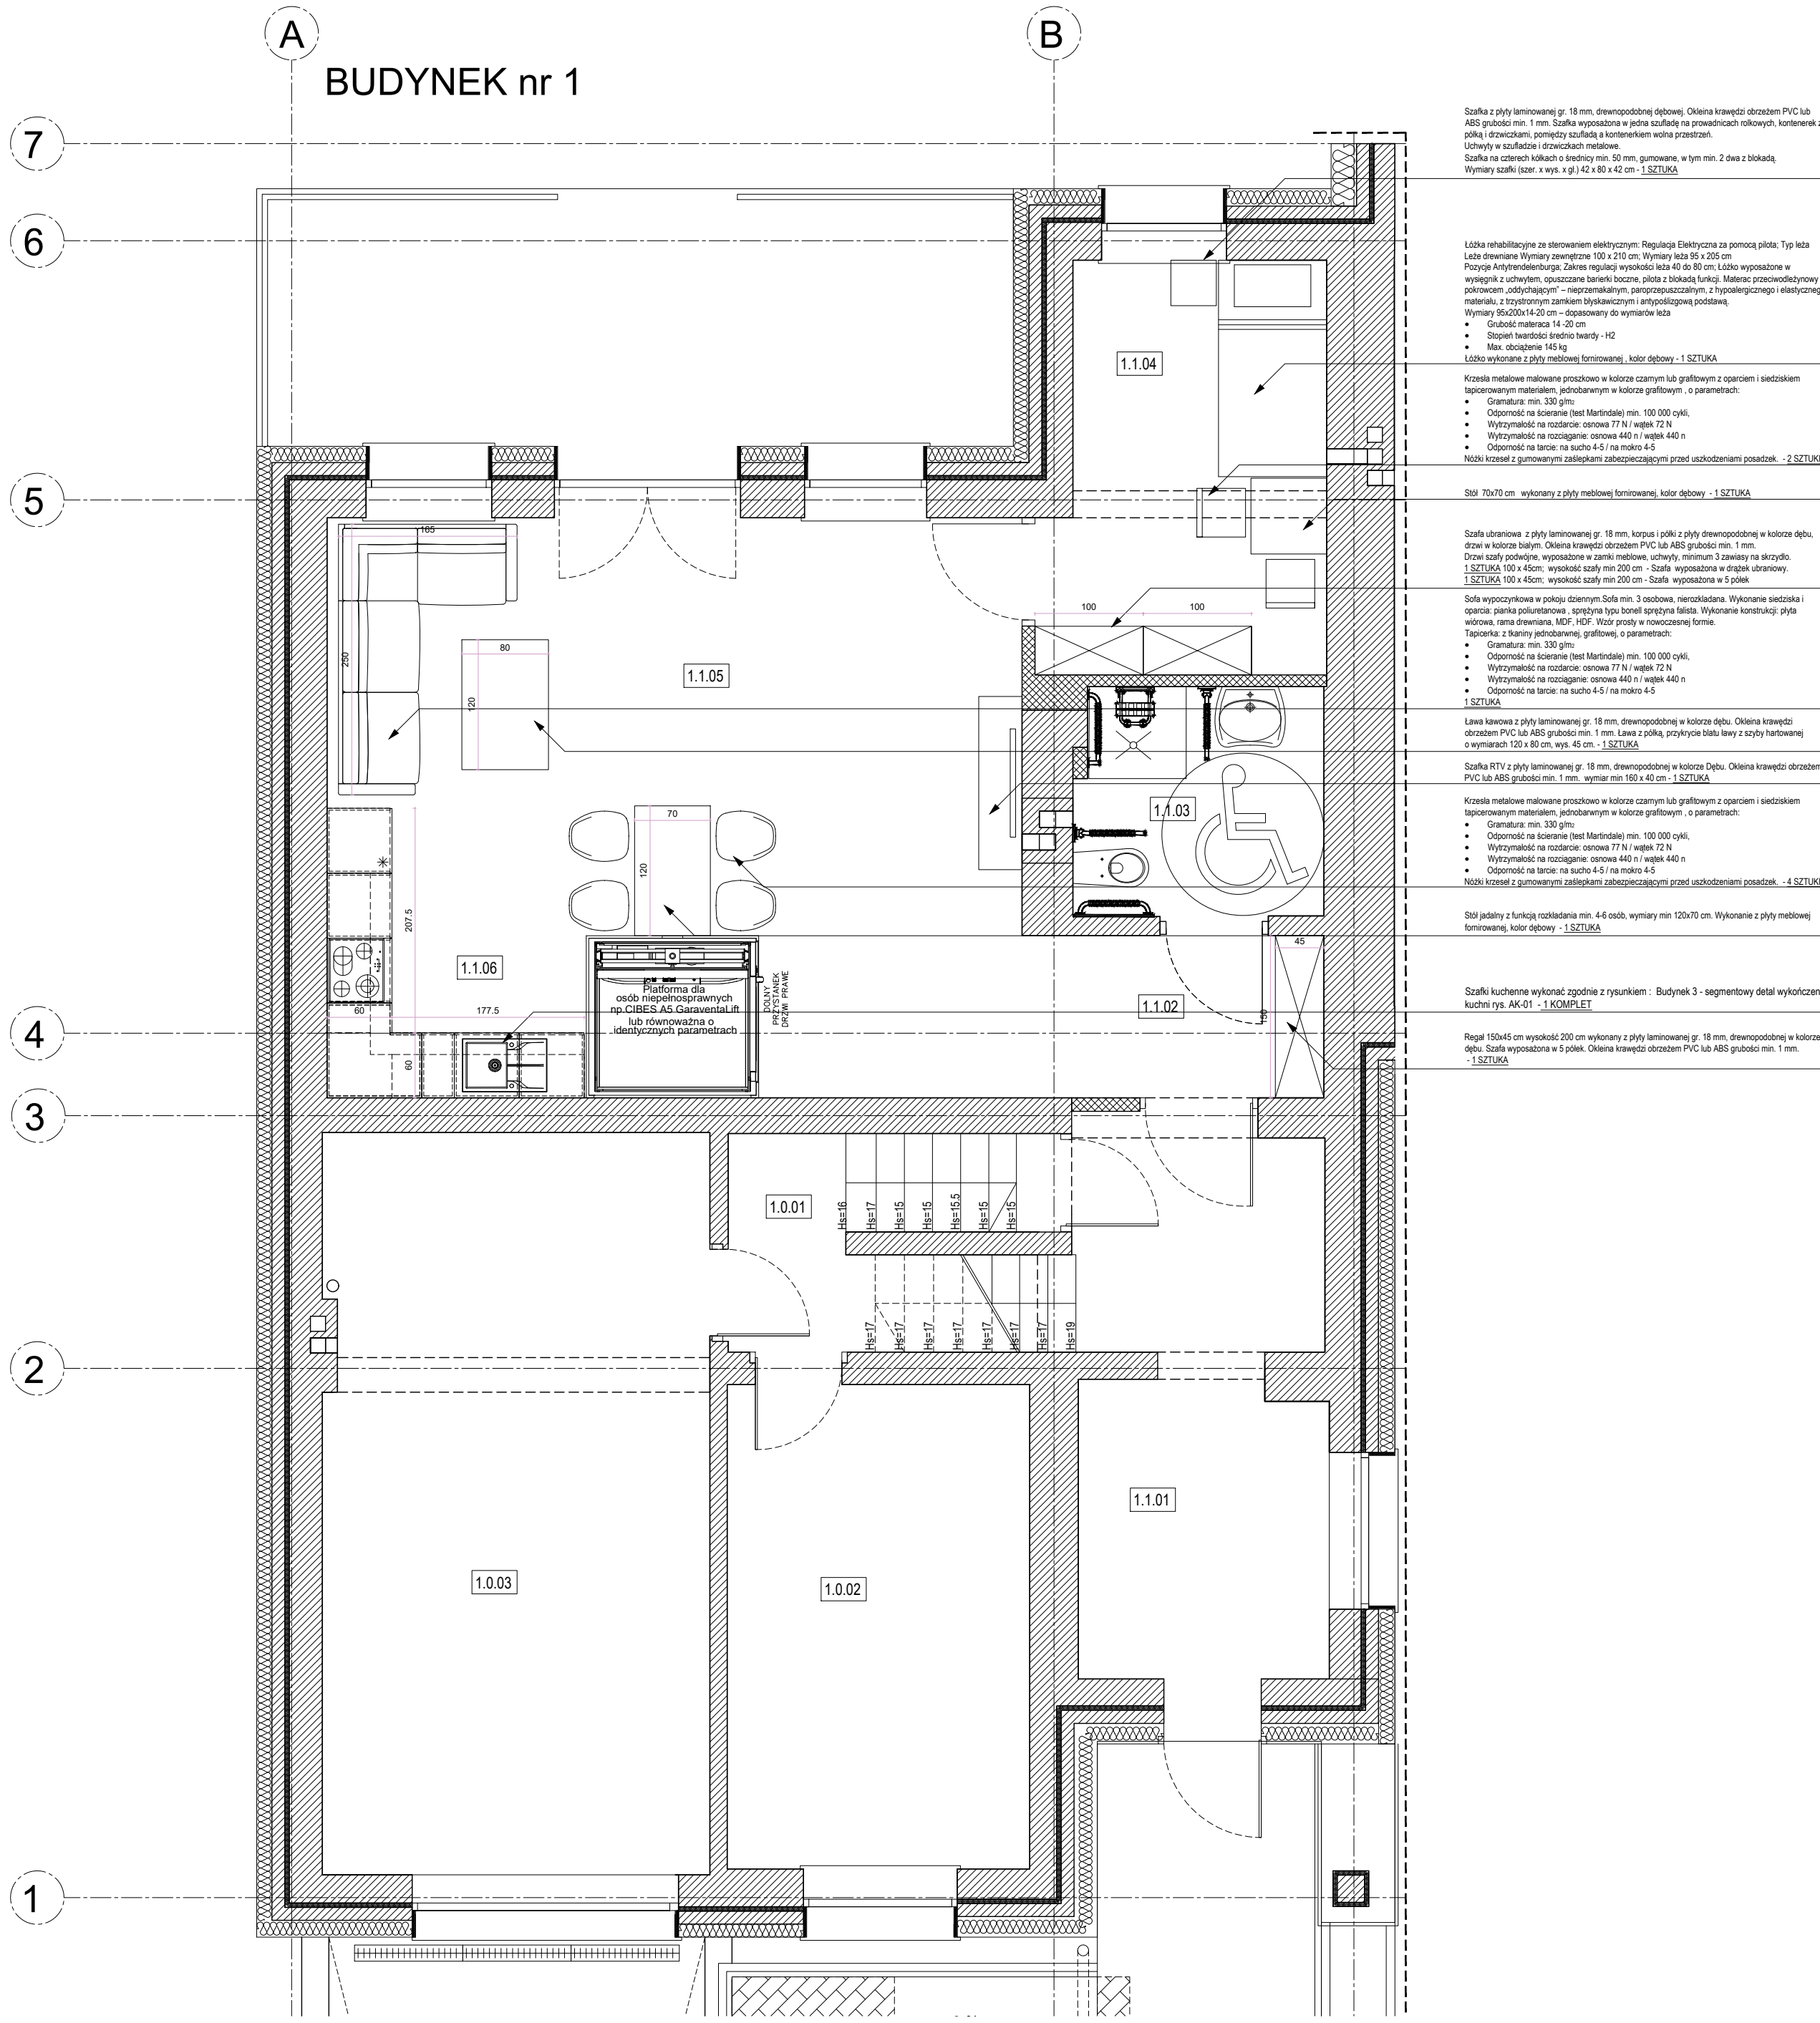 A
B
BUDYNEK nr 1
7
6
5
4
3
2
1
Szafka z płyty laminowanej gr. 18 mm, drewnopodobnej dębowej. Okleina krawędzi obrzeżem PVC lub
ABS grubości min. 1 mm. Szafka wyposażona w jedna szufladę na prowadnicach rolkowych, kontenerek z
półką i drzwiczkami, pomiędzy szufladą a kontenerkiem wolna przestrzeń.
Uchwyty w szufladzie i drzwiczkach metalowe.
Szafka na czterech kółkach o średnicy min. 50 mm, gumowane, w tym min. 2 dwa z blokadą.
Wymiary szafki (szer. x wys. x gł.) 42 x 80 x 42 cm - 1 SZTUKA
Łóżka rehabilitacyjne ze sterowaniem elektrycznym: Regulacja Elektryczna za pomocą pilota; Typ leża
Leże drewniane Wymiary zewnętrzne 100 x 210 cm; Wymiary leża 95 x 205 cm
Pozycje Antytrendelenburga; Zakres regulacji wysokości leża 40 do 80 cm; Łóżko wyposażone w
wysięgnik z uchwytem, opuszczane barierki boczne, pilota z blokadą funkcji. Materac przeciwodleżynowy
pokrowcem „oddychającym” – nieprzemakalnym, paroprzepuszczalnym, z hypoalergicznego i elastyczneg
materiału, z trzystronnym zamkiem błyskawicznym i antypoślizgową podstawą.
Wymiary 95x200x14-20 cm – dopasowany do wymiarów leża
• Grubość materaca 14 -20 cm
• Stopień twardości średnio twardy - H2
• Max. obciążenie 145 kg
Łóżko wykonane z płyty meblowej fornirowanej , kolor dębowy - 1 SZTUKA
Krzesła metalowe malowane proszkowo w kolorze czarnym lub grafitowym z oparciem i siedziskiem
tapicerowanym materiałem, jednobarwnym w kolorze grafitowym , o parametrach:
• Gramatura: min. 330 g/m2
• Odporność na ścieranie (test Martindale) min. 100 000 cykli,
• Wytrzymałość na rozdarcie: osnowa 77 N / wątek 72 N
• Wytrzymałość na rozciąganie: osnowa 440 n / wątek 440 n
• Odporność na tarcie: na sucho 4-5 / na mokro 4-5
Nóżki krzeseł z gumowanymi zaślepkami zabezpieczającymi przed uszkodzeniami posadzek. - 2 SZTUKI
Stół 70x70 cm wykonany z płyty meblowej fornirowanej, kolor dębowy - 1 SZTUKA
Szafa ubraniowa z płyty laminowanej gr. 18 mm, korpus i półki z płyty drewnopodobnej w kolorze dębu,
drzwi w kolorze białym. Okleina krawędzi obrzeżem PVC lub ABS grubości min. 1 mm.
Drzwi szafy podwójne, wyposażone w zamki meblowe, uchwyty, minimum 3 zawiasy na skrzydło.
1 SZTUKA 100 x 45cm; wysokość szafy min 200 cm - Szafa wyposażona w drążek ubraniowy.
1 SZTUKA 100 x 45cm; wysokość szafy min 200 cm - Szafa wyposażona w 5 półek
Sofa wypoczynkowa w pokoju dziennym.Sofa min. 3 osobowa, nierozkladana. Wykonanie siedziska i
oparcia: pianka poliuretanowa , sprężyna typu bonell sprężyna falista. Wykonanie konstrukcji: płyta
wiórowa, rama drewniana, MDF, HDF. Wzór prosty w nowoczesnej formie.
Tapicerka: z tkaniny jednobarwnej, grafitowej, o parametrach:
• Gramatura: min. 330 g/m2
• Odporność na ścieranie (test Martindale) min. 100 000 cykli,
• Wytrzymałość na rozdarcie: osnowa 77 N / wątek 72 N
• Wytrzymałość na rozciąganie: osnowa 440 n / wątek 440 n
• Odporność na tarcie: na sucho 4-5 / na mokro 4-5
1 SZTUKA
Ława kawowa z płyty laminowanej gr. 18 mm, drewnopodobnej w kolorze dębu. Okleina krawędzi
obrzeżem PVC lub ABS grubości min. 1 mm. Ława z półką, przykrycie blatu ławy z szyby hartowanej
o wymiarach 120 x 80 cm, wys. 45 cm. - 1 SZTUKA
Szafka RTV z płyty laminowanej gr. 18 mm, drewnopodobnej w kolorze Dębu. Okleina krawędzi obrzeżem
PVC lub ABS grubości min. 1 mm. wymiar min 160 x 40 cm - 1 SZTUKA
Krzesła metalowe malowane proszkowo w kolorze czarnym lub grafitowym z oparciem i siedziskiem
tapicerowanym materiałem, jednobarwnym w kolorze grafitowym , o parametrach:
• Gramatura: min. 330 g/m2
• Odporność na ścieranie (test Martindale) min. 100 000 cykli,
• Wytrzymałość na rozdarcie: osnowa 77 N / wątek 72 N
• Wytrzymałość na rozciąganie: osnowa 440 n / wątek 440 n
• Odporność na tarcie: na sucho 4-5 / na mokro 4-5
Nóżki krzeseł z gumowanymi zaślepkami zabezpieczającymi przed uszkodzeniami posadzek. - 4 SZTUKI
Stół jadalny z funkcją rozkładania min. 4-6 osób, wymiary min 120x70 cm. Wykonanie z płyty meblowej
fornirowanej, kolor dębowy - 1 SZTUKA
Szafki kuchenne wykonać zgodnie z rysunkiem : Budynek 3 - segmentowy detal wykończen
kuchni rys. AK-01 - 1 KOMPLET
Regał 150x45 cm wysokość 200 cm wykonany z płyty laminowanej gr. 18 mm, drewnopodobnej w kolorze
dębu. Szafa wyposażona w 5 półek. Okleina krawędzi obrzeżem PVC lub ABS grubości min. 1 mm.
- 1 SZTUKA
1.1.04
165
250
80
120
1.1.05
100
100
1.1.03
70
120
207.5
1.1.06
60
177.5
60
Platforma dla
osób niepełnosprawnych
np.CIBES A5 GaraventaLift
lub równoważna o
identycznych parametrach
DOLNY
PRZYSTANEK
DRZWI PRAWE
45
150
1.1.02
1.0.01
Hs=16
Hs=17
Hs=15
Hs=15
Hs=15.5
Hs=15
Hs=15
Hs=17
Hs=17
Hs=17
Hs=17
Hs=17
Hs=17
Hs=17
Hs=19
1.1.01
1.0.03
1.0.02